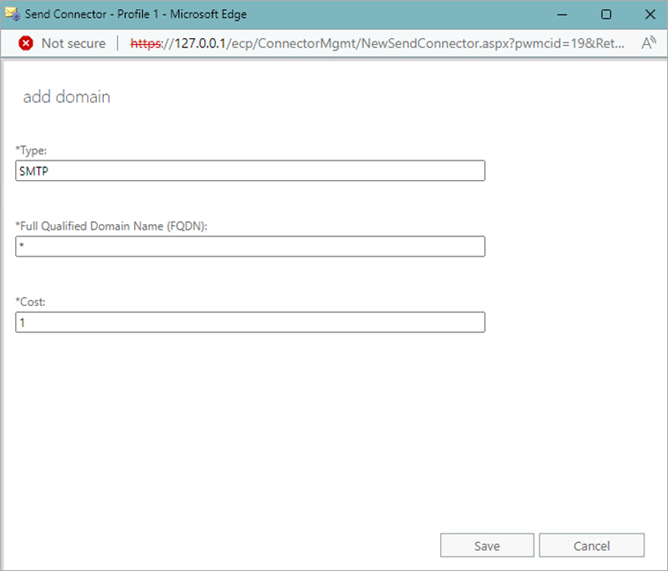 Send Connector - Profile 1 - Microsoft Edge
Not secure | https://127.0.0.1/ecp/ConnectorMgmt/NewSendConnector.aspx?pwmcid=19&Ret...
add domain
*Type:
SMTP
*Full Qualified Domain Name (FQDN):
*
*Cost:
1
Save Cancel